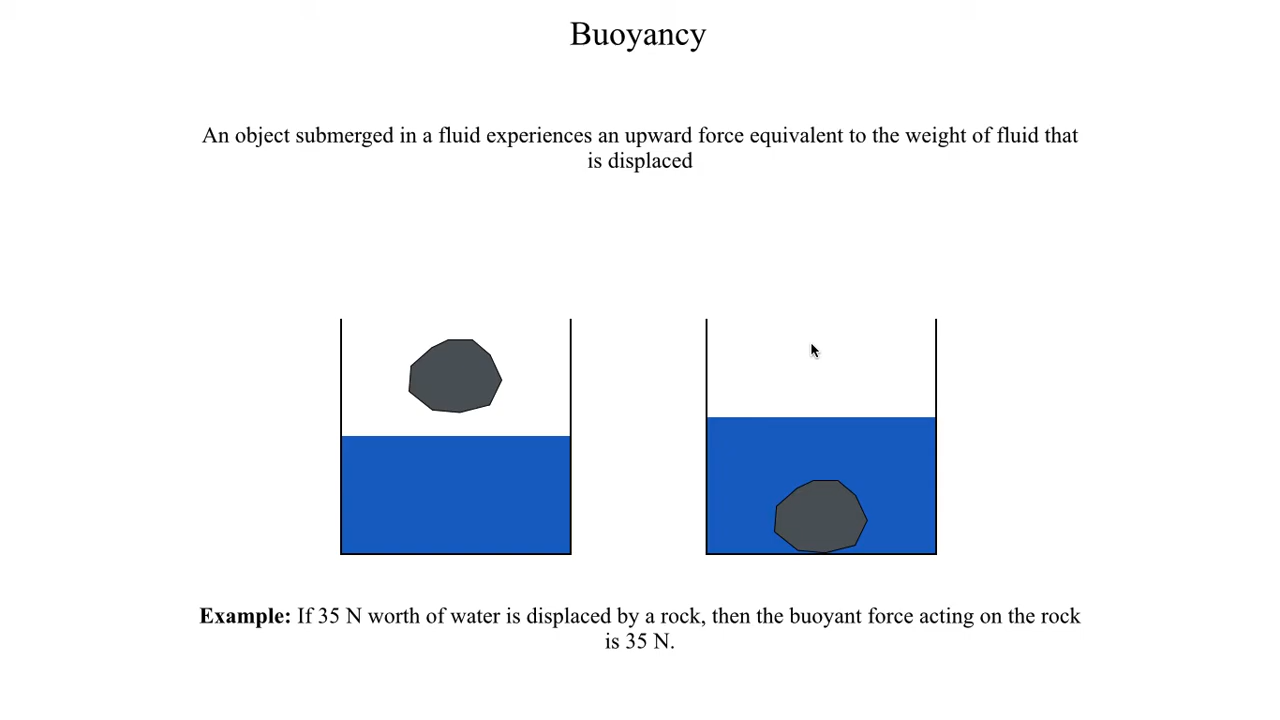 Buoyancy
An object submerged in a fluid experiences an upward force equivalent to the weight of fluid that
is displaced
Example: If 35 N worth of water is displaced by a rock, then the buoyant force acting on the rock
is 35 N.